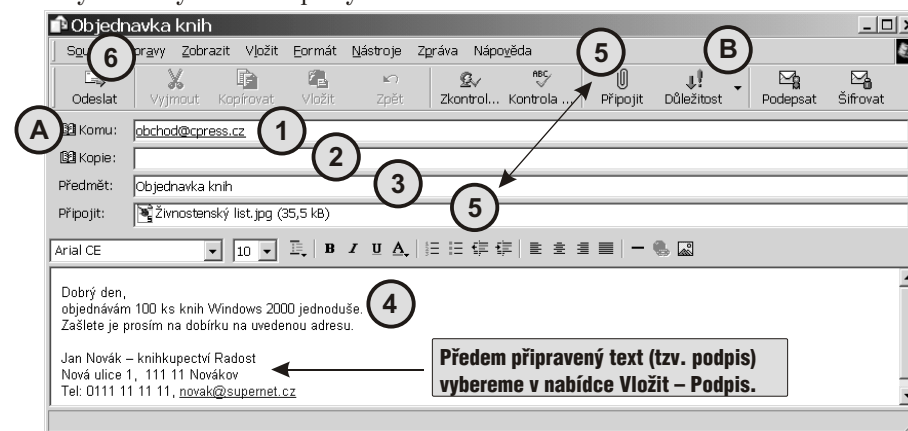 Objednavka knih
Zobrazit Vložit Formát Nástroje Zpráva Nápověda
6 5 B
Odeslat Vyjmout Kopírovat Vložit Zpět Zkontrol... Kontrola ... Připojit Důležitost Podepsat Šifrovat
A Komu: obchod@cpress.cz 1
Kopie: 2
Předmět: Objednavka knih 3
Připojit: Živnostenský list.jpg (35,5 kB) 5
Arial CE 10 B I U A
Dobrý den,
objednávám 100 ks knih Windows 2000 jednoduše. 4
Zašlete je prosím na dobírku na uvedenou adresu.
Jan Novák – knihkupectví Radost
Nová ulice 1, 111 11 Novákov
Tel: 0111 11 11 11, novak@supernet.cz
Předem připravený text (tzv. podpis)
vybereme v nabídce Vložit – Podpis.